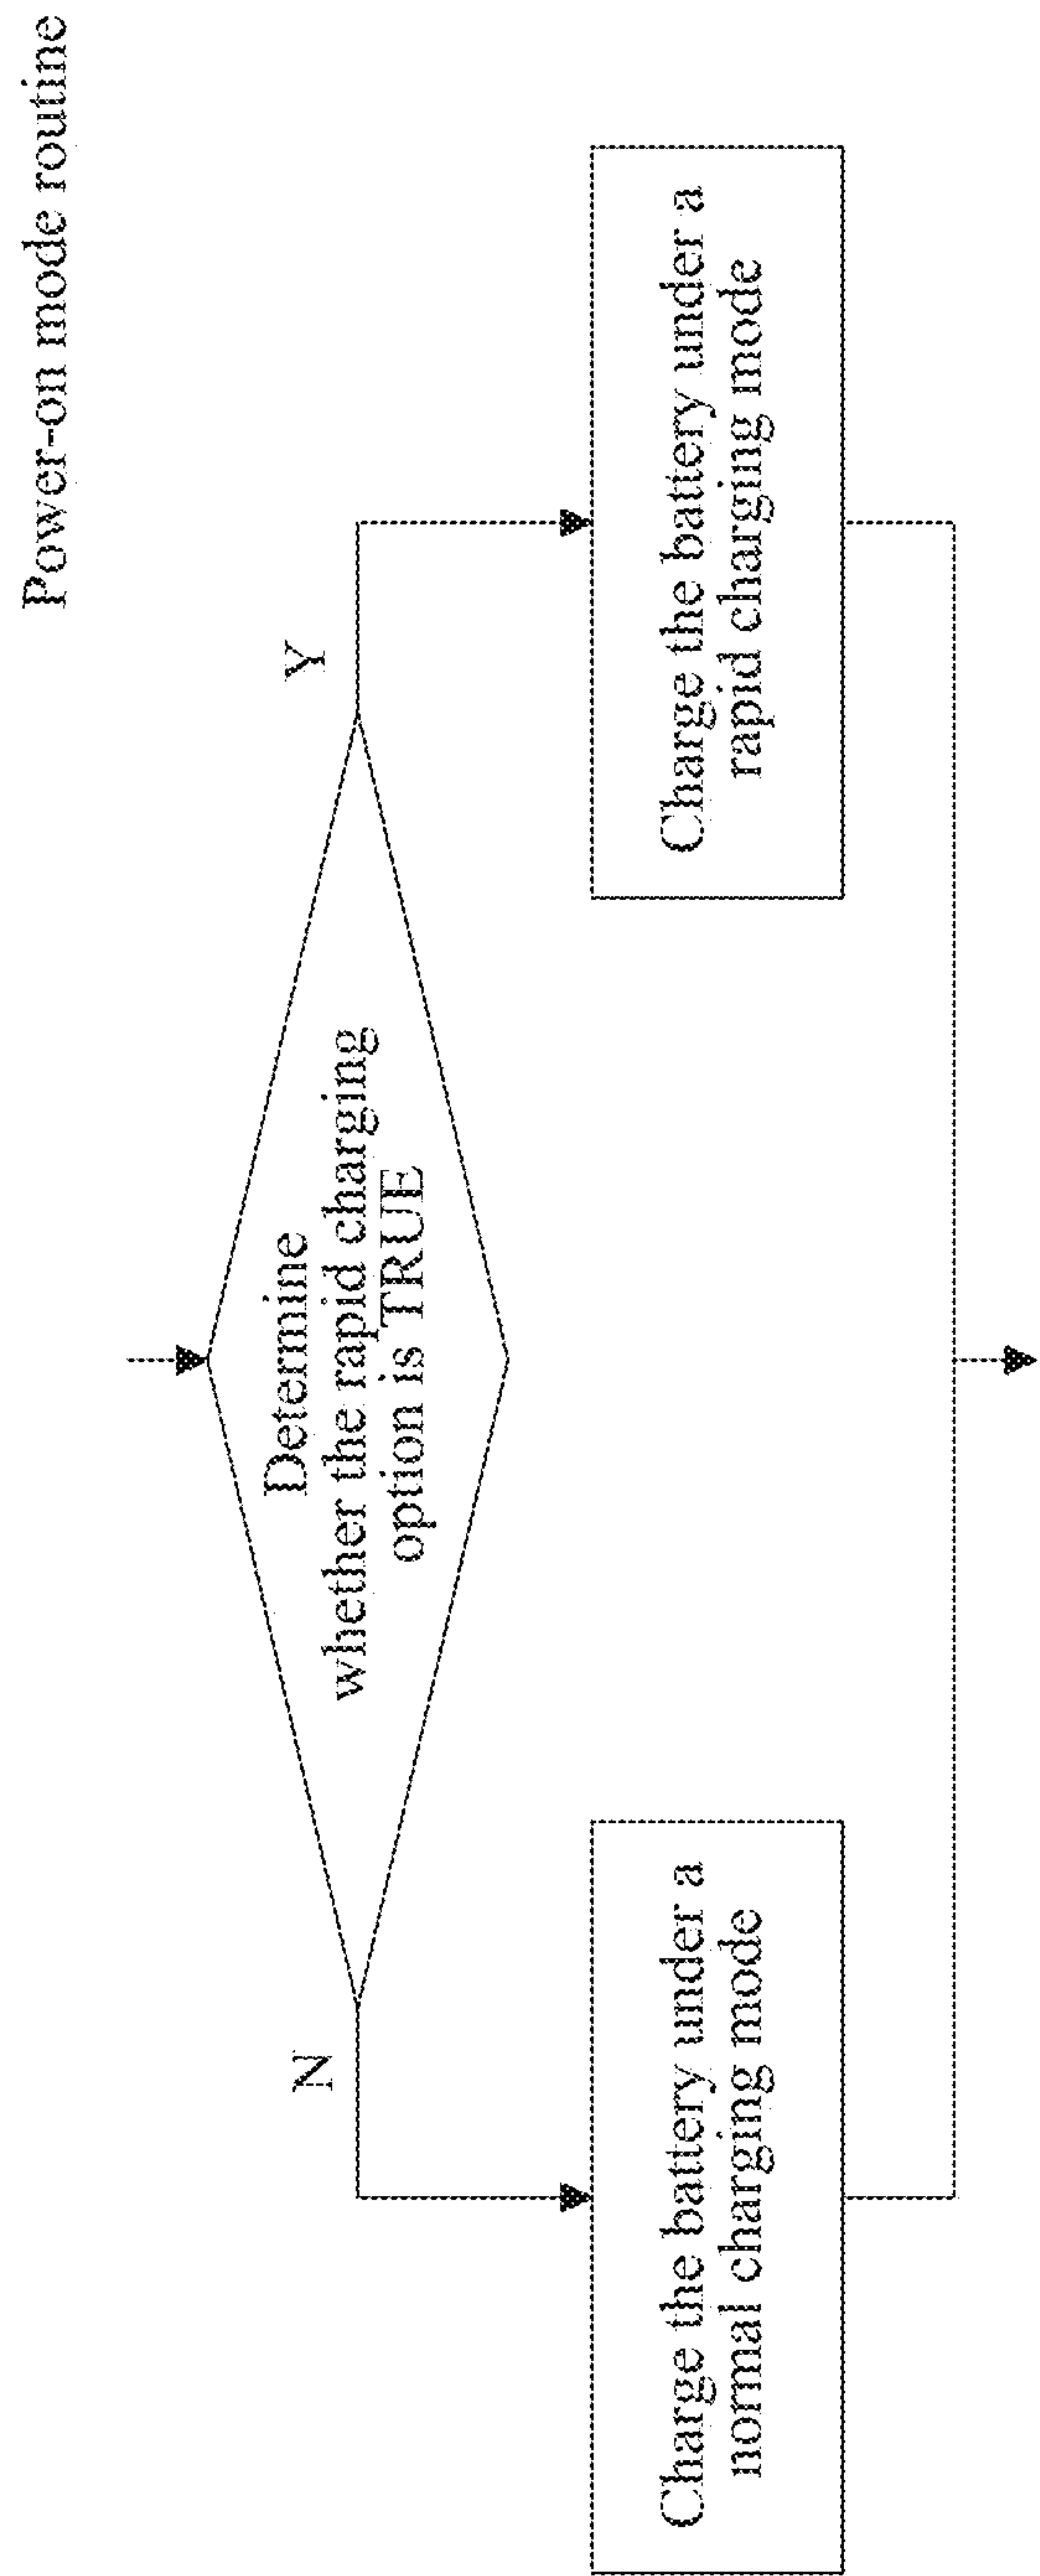 Power-on mode routine
Determine
whether the rapid charging
option is TRUE
N
Y
Charge the battery under a
normal charging mode
Charge the battery under a
rapid charging mode